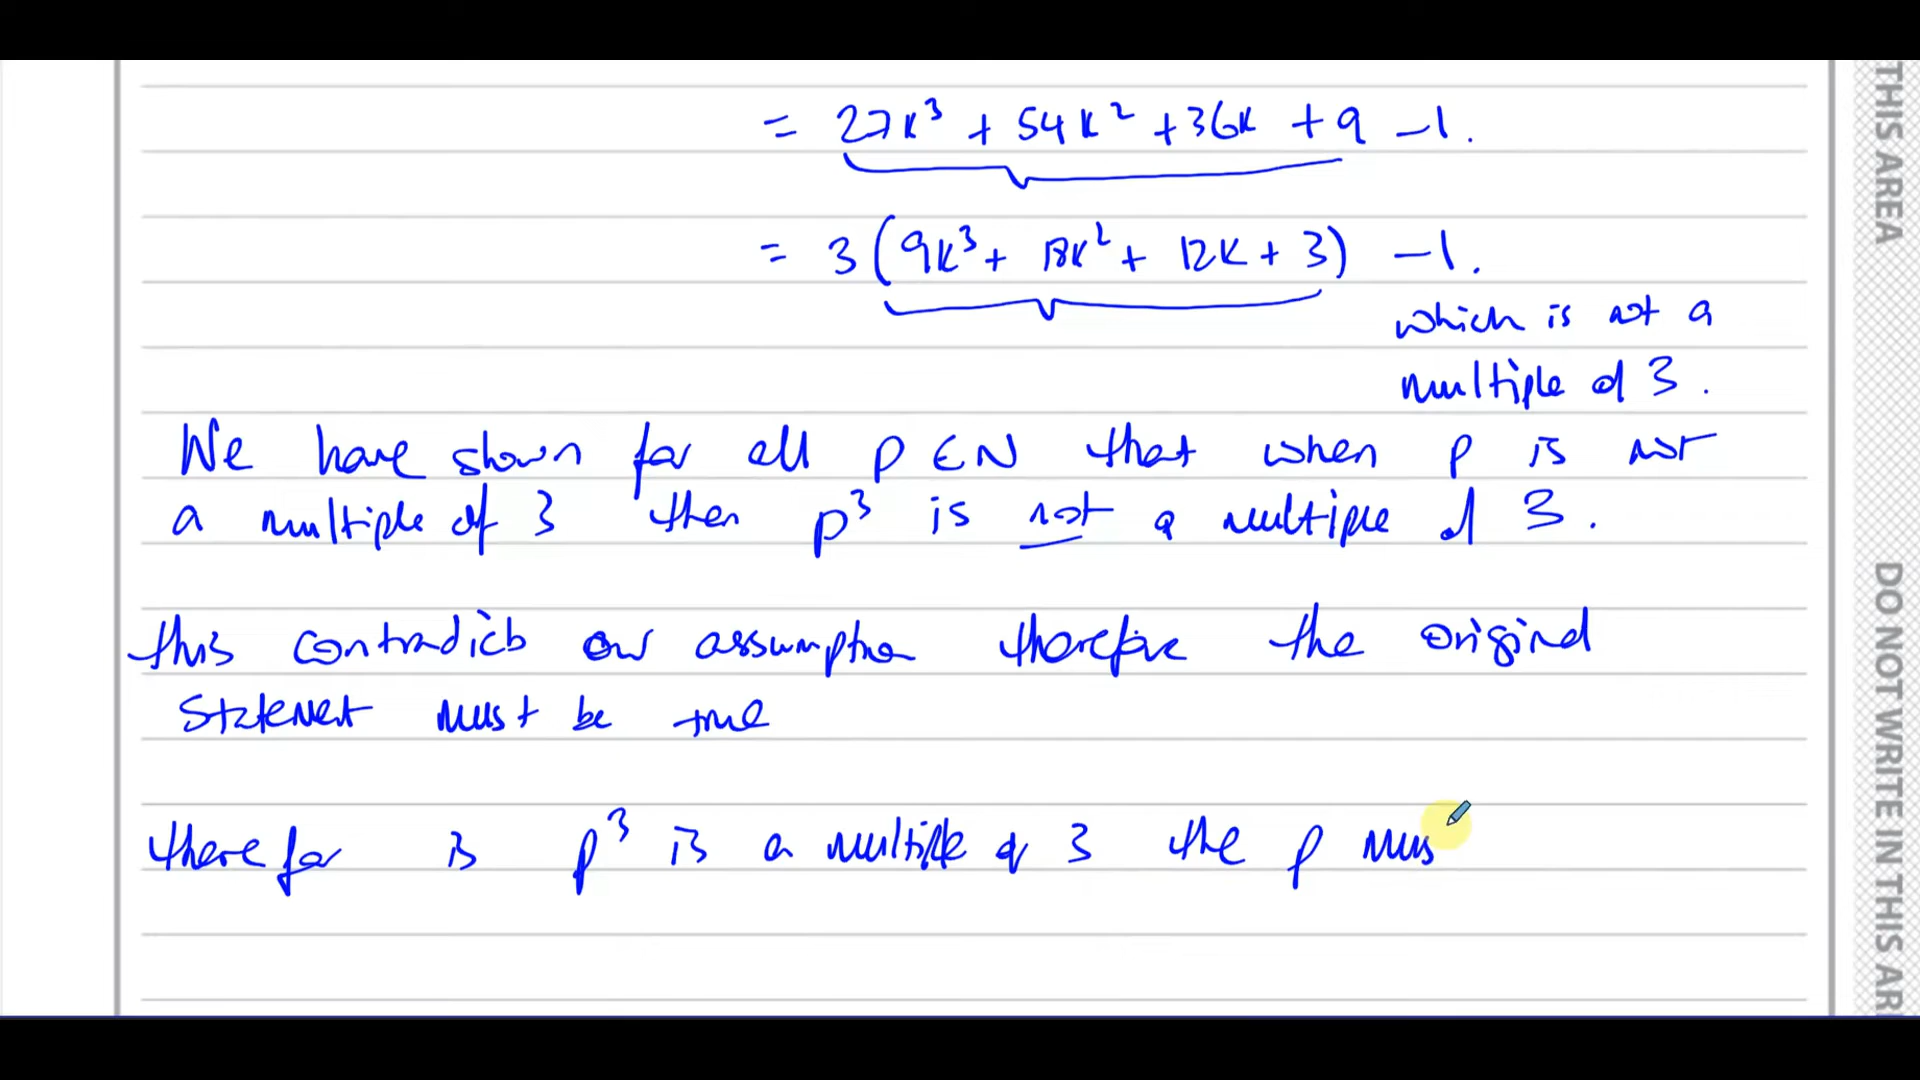 = 27k³ + 54k² + 36k + 9 - 1.
= 3(9k³ + 18k² + 12k + 3) - 1.
which is not a
multiple of 3.
We have shown for all p ∈ N that when p is not
a multiple of 3 then p³ is not a multiple of 3.
this contradicts our assumption therefore the original
statement must be true
therefor is p³ is a multiple of 3 the p mus
THIS AREA
DO NOT WRITE IN THIS AR